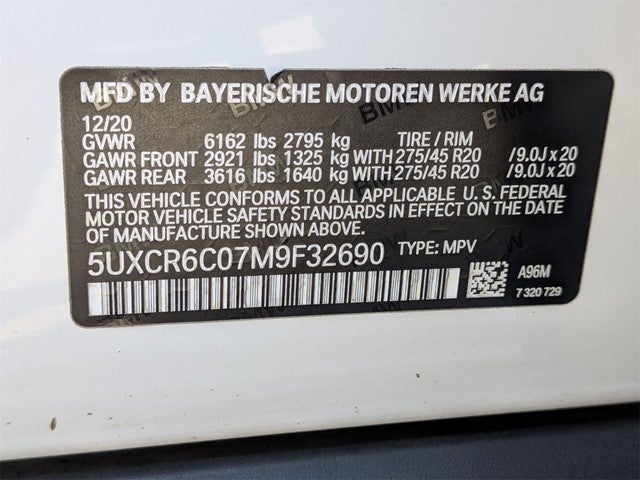 MFD BY BAYERISCHE MOTOREN WERKE AG
12/20
GVWR 6162 lbs 2795 kg TIRE / RIM
GAWR FRONT 2921 lbs 1325 kg WITH 275/45 R20 /9.0J x 20
GAWR REAR 3616 lbs 1640 kg WITH 275/45 R20 /9.0J x 20
THIS VEHICLE CONFORMS TO ALL APPLICABLE U.S. FEDERAL
MOTOR VEHICLE SAFETY STANDARDS IN EFFECT ON THE DATE
OF MANUFACTURE SHOWN ABOVE.
5UXCR6C07M9F32690 TYPE: MPV
A96M
7 320 729